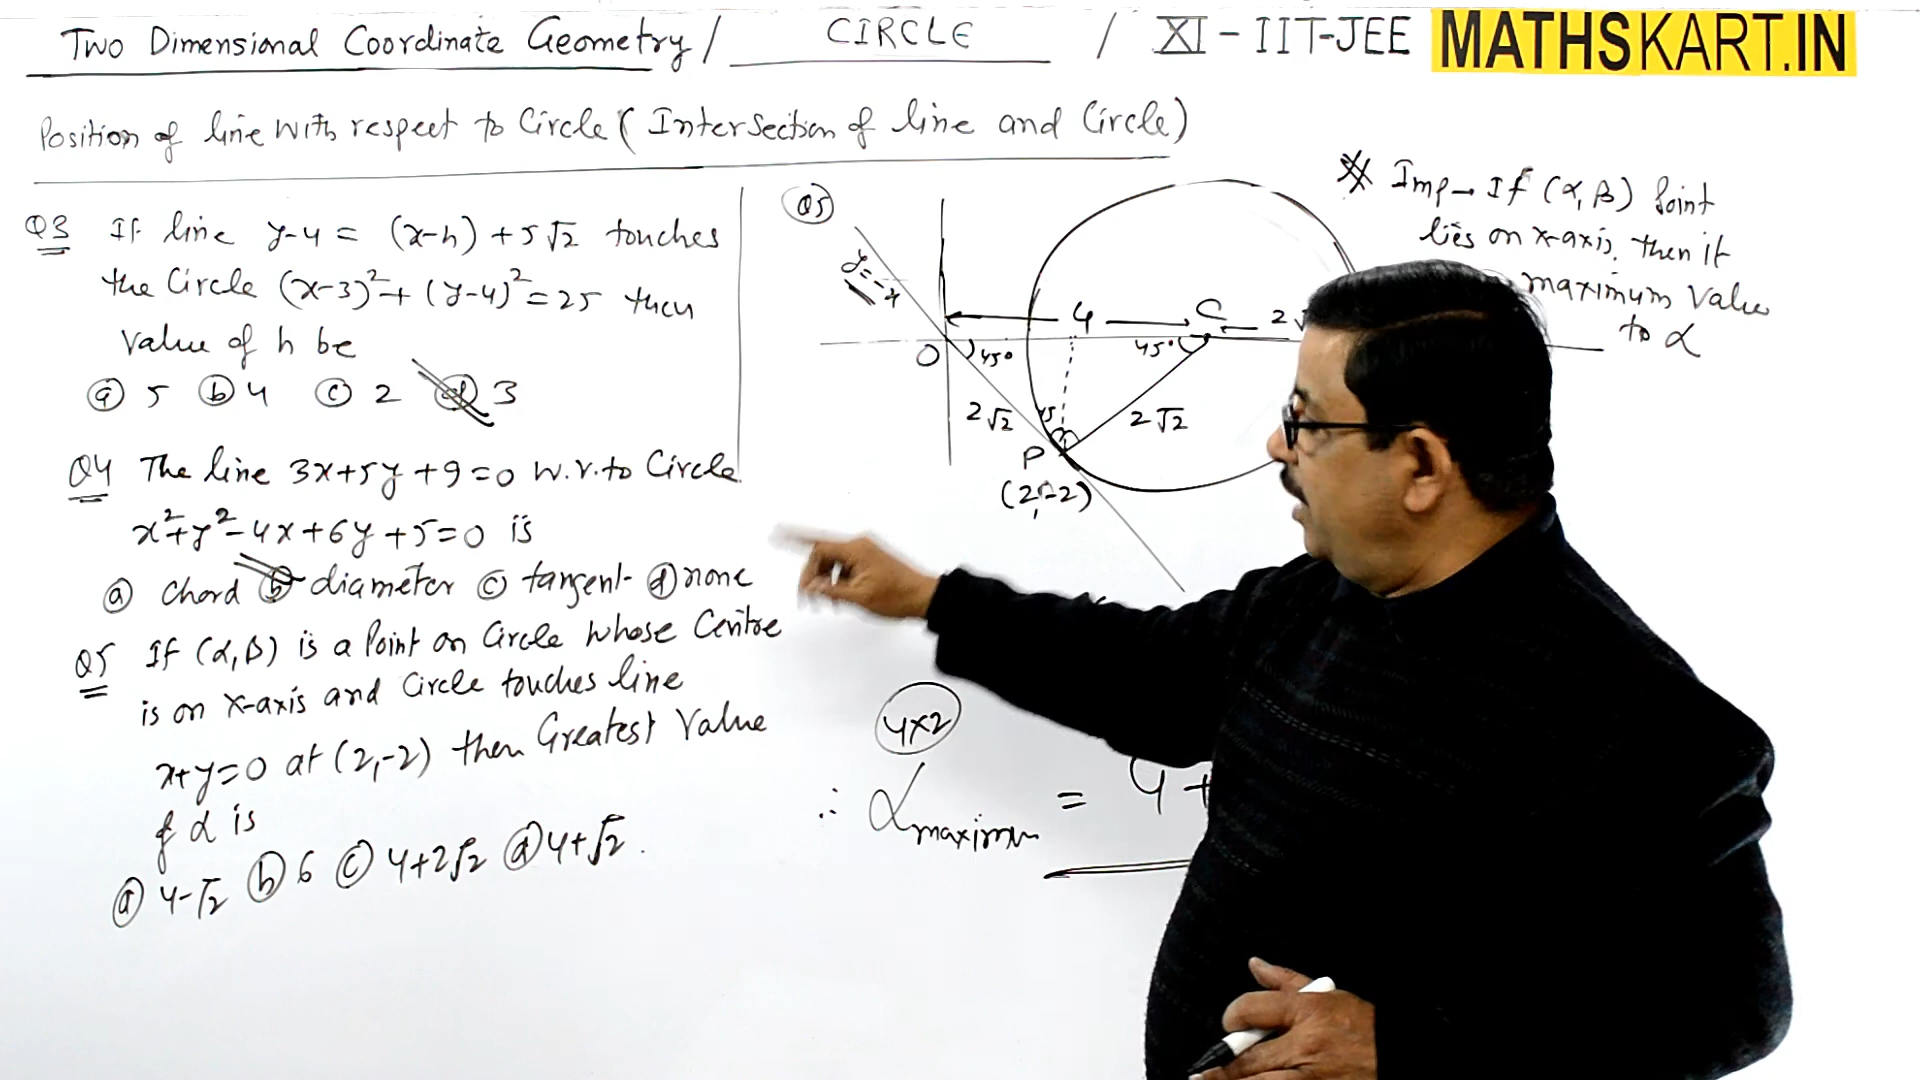 Two Dimensional Coordinate Geometry / CIRCLE / XI - IIT-JEE MATHSKART.IN
Position of line with respect to Circle (Intersection of line and Circle)
Q3 If line y-4 = (x-h) + 5√2 touches
the Circle (x-3)²+(y-4)²=25 then
Value of h be
(a) 5 (b) 4 (c) 2 (d) 3
Q4 The line 3x+5y+9=0 w.r.to Circle
x²+y²-4x+6y+5=0 is
(a) Chord (b) diameter (c) tangent (d) none
Q5 If (α,β) is a Point on Circle whose Centre
is on x-axis and Circle touches line
x+y=0 at (2,-2) then Greatest Value
of α is
(a) 4-√2 (b) 6 (c) 4+2√2 (d) 4+√2.
Q5
y=-x
4 C 2√
O 45° 45°
2√2 45 2√2
P
(2,-2)
Imp→ If (α,β) Point
lies on x-axis, then it
maximum Value
to α
4×2
∴ α maximum = 4+